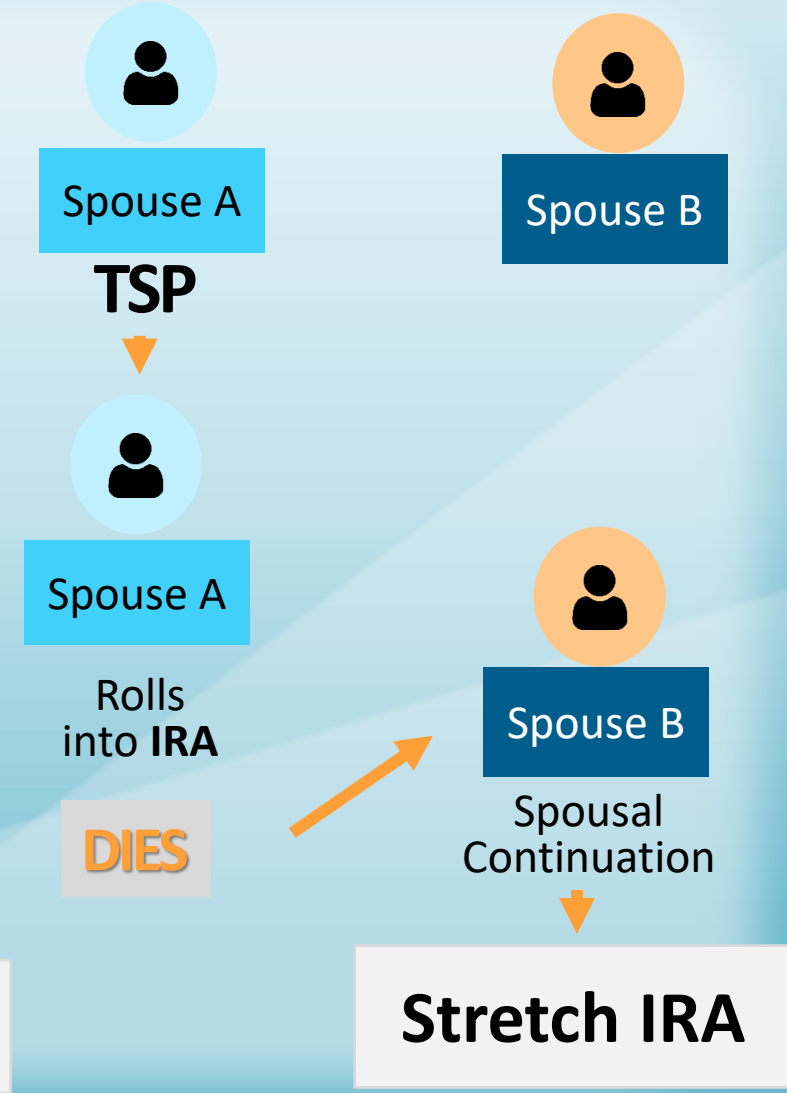 Spouse A
Spouse B
TSP
Spouse A
Rolls
into IRA
DIES
Spouse B
Spousal
Continuation
Stretch IRA